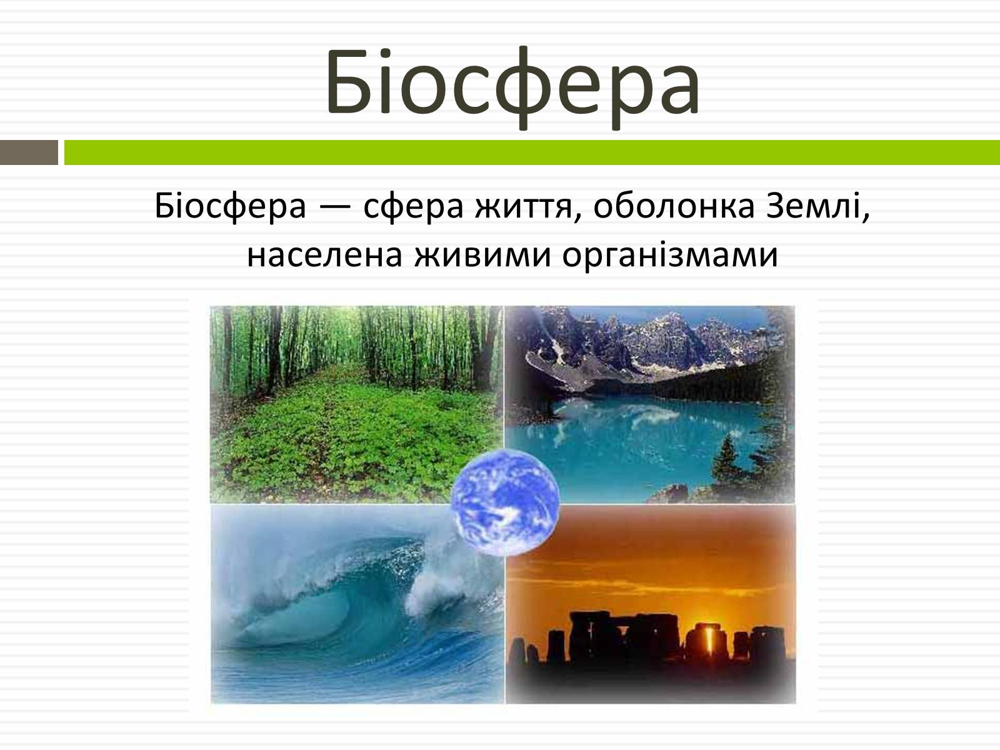 Біосфера
Біосфера — сфера життя, оболонка Землі,
населена живими організмами